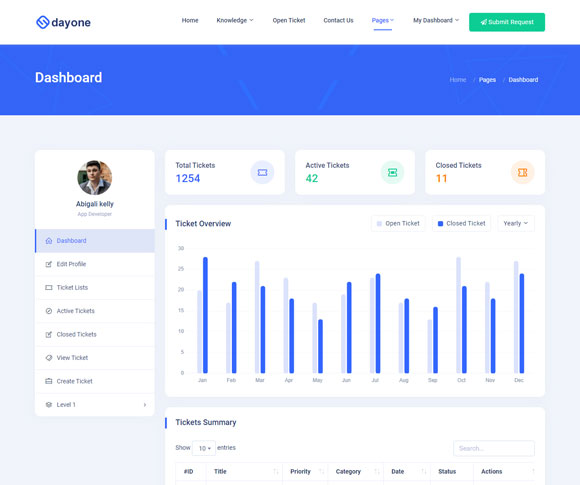 dayone
Home Knowledge Open Ticket Contact Us Pages My Dashboard Submit Request
Dashboard
Home / Pages / Dashboard
Abigali kelly
App Developer
Dashboard
Edit Profile
Ticket Lists
Active Tickets
Closed Tickets
View Ticket
Create Ticket
Level 1
Total Tickets
1254
Active Tickets
42
Closed Tickets
11
Ticket Overview
Open Ticket Closed Ticket Yearly
30
25
20
15
10
5
0
Jan Feb Mar Apr May Jun Jul Aug Sep Oct Nov Dec
Tickets Summary
Show 10 entries
Search...
#ID Title Priority Category Date Status Actions